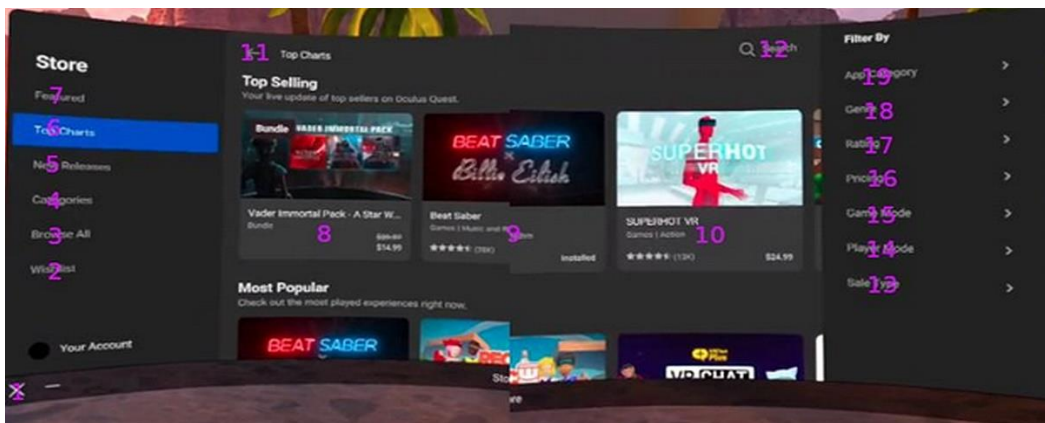 Store
7
Featured
6
Top Charts
5
New Releases
4
Categories
3
Browse All
2
Wishlist
Your Account
1
11
Top Charts
Top Selling
Your live update of top sellers on Oculus Quest.
Bundle VADER IMMORTAL PACK
Vader Immortal Pack - A Star W...
Bundle
8
$14.99
BEAT SABER
X
Billie Eilish
Beat Saber
Games | Music and
9
(78K)
Installed
SUPERHOT
VR
SUPERHOT VR
Games | Action
10
(13K)
$24.99
Most Popular
Check out the most played experiences right now.
BEAT SABER
REC
VR CHAT
12
Search
Filter By
19
App Category
18
Genre
17
Rating
16
Pricing
15
Game Mode
14
Player Mode
13
Sale Type